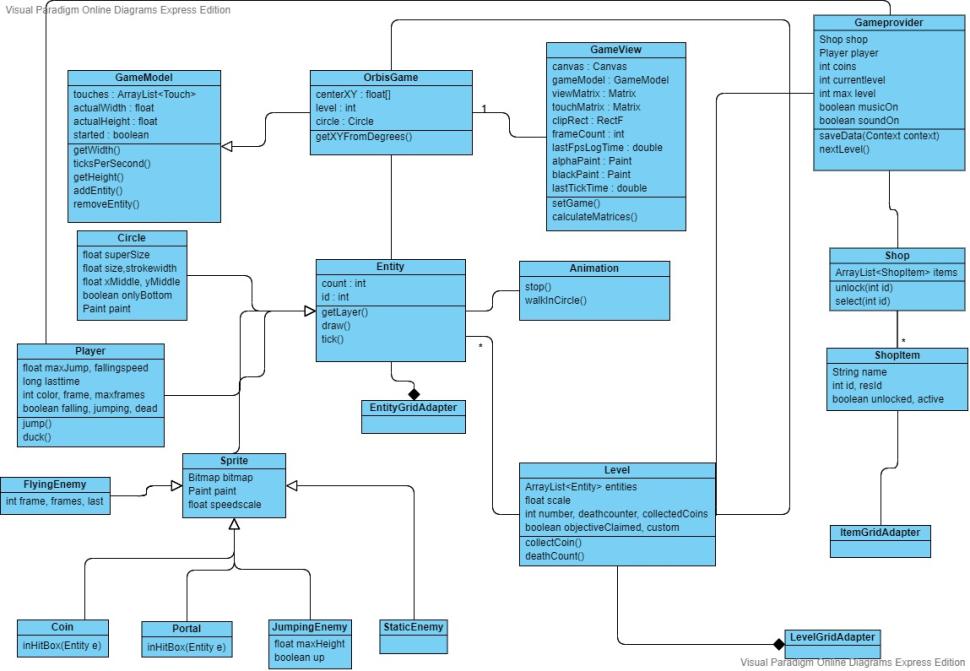 Visual Paradigm Online Diagrams Express Edition
Gameprovider
Shop shop
Player player
int coins
int currentlevel
int max level
boolean musicOn
boolean soundOn
saveData(Context context)
nextLevel()
GameView
canvas : Canvas
gameModel : GameModel
viewMatrix : Matrix
touchMatrix : Matrix
clipRect : RectF
frameCount : int
lastFpsLogTime : double
alphaPaint : Paint
blackPaint : Paint
lastTickTime : double
setGame()
calculateMatrices()
GameModel
touches : ArrayList<Touch>
actualWidth : float
actualHeight : float
started : boolean
getWidth()
ticksPerSecond()
getHeight()
addEntity()
removeEntity()
OrbisGame
centerXY : float[]
level : int
circle : Circle
getXYFromDegrees()
1
Circle
float superSize
float size,strokewidth
float xMiddle, yMiddle
boolean onlyBottom
Paint paint
Entity
count : int
id : int
getLayer()
draw()
tick()
*
Animation
stop()
walkInCircle()
Shop
ArrayList<ShopItem> items
unlock(int id)
select(int id)
*
ShopItem
String name
int id, resId
boolean unlocked, active
Player
float maxJump, fallingspeed
long lasttime
int color, frame, maxframes
boolean falling, jumping, dead
jump()
duck()
EntityGridAdapter
Sprite
Bitmap bitmap
Paint paint
float speedscale
FlyingEnemy
int frame, frames, last
Level
ArrayList<Entity> entities
float scale
int number, deathcounter, collectedCoins
boolean objectiveClaimed, custom
collectCoin()
deathCount()
ItemGridAdapter
Coin
inHitBox(Entity e)
Portal
inHitBox(Entity e)
JumpingEnemy
float maxHeight
boolean up
StaticEnemy
LevelGridAdapter
Visual Paradigm Online Diagrams Express Edition